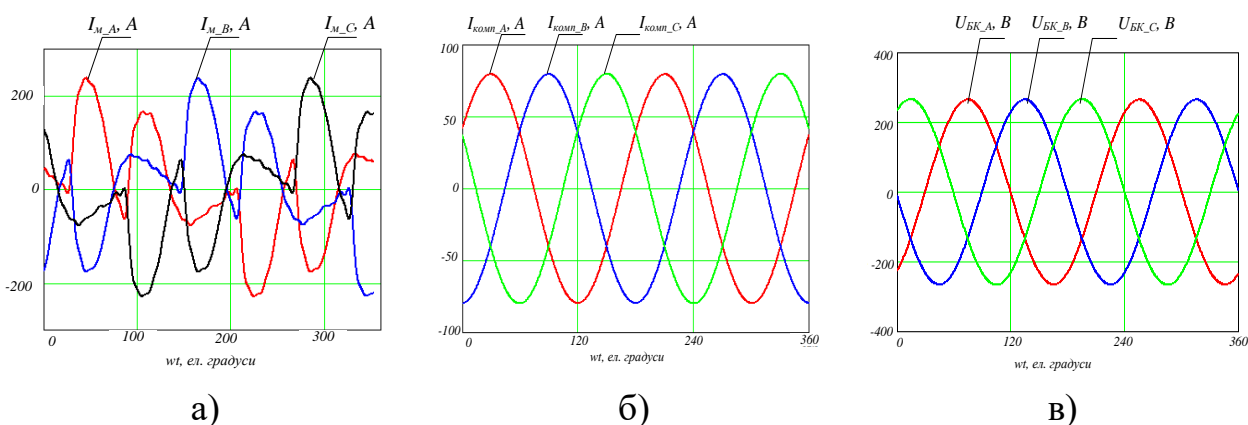 I_м_A, A I_м_B, A I_м_C, A
200
0
-200
100 200 300
wt, ел. градуси
а)
I_комп_A, A I_комп_B, A I_комп_C, A
100
50
0
-50
-100
0 120 240 360
wt, ел. градуси
б)
U_БК_A, B U_БК_B, B U_БК_C, B
400
200
0
-200
-400
0 120 240 360
wt, ел. градуси
в)